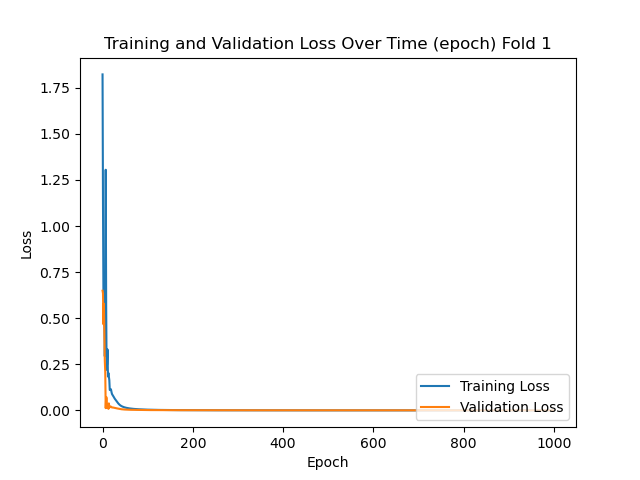 Training and Validation Loss Over Time (epoch) Fold 1
1.75
1.50
1.25
1.00
0.75
0.50
0.25
0.00
Loss
Training Loss
Validation Loss
0 200 400 600 800 1000
Epoch